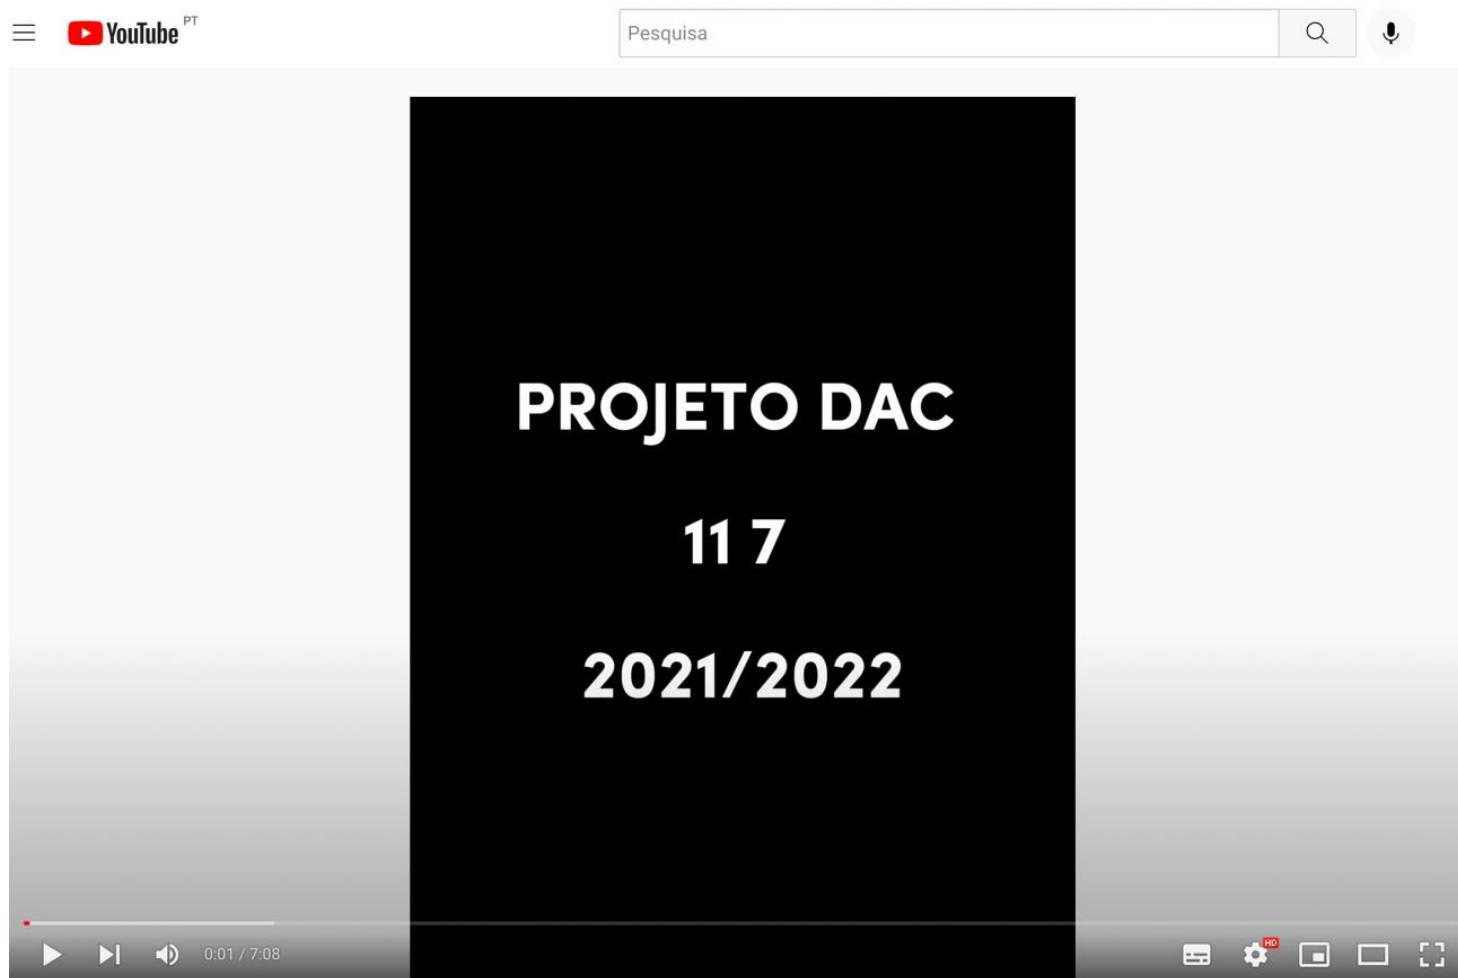 YouTube PT
Pesquisa
PROJETO DAC
11 7
2021/2022
0:01 / 7:08
HD